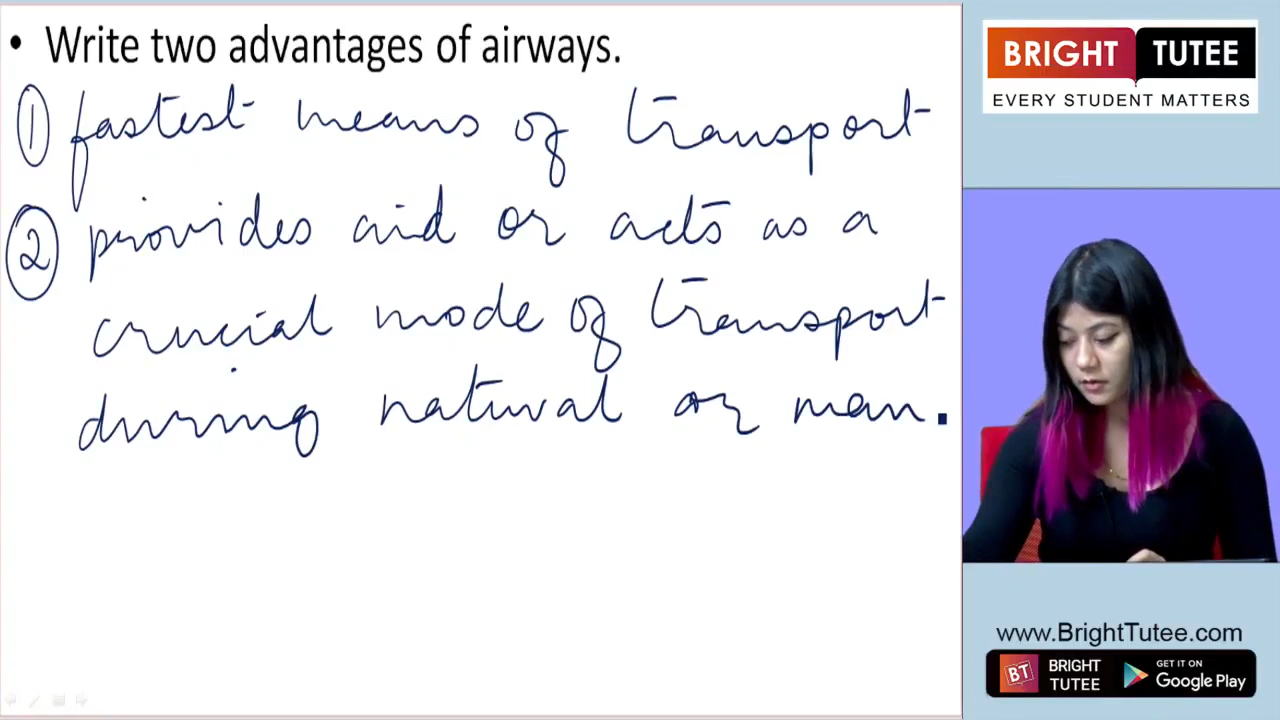 • Write two advantages of airways.
① fastest means of transport
② provides aid or acts as a
crucial mode of transport
during natural or man.
BRIGHT TUTEE
EVERY STUDENT MATTERS
www.BrightTutee.com
BT BRIGHT TUTEE
GET IT ON Google Play